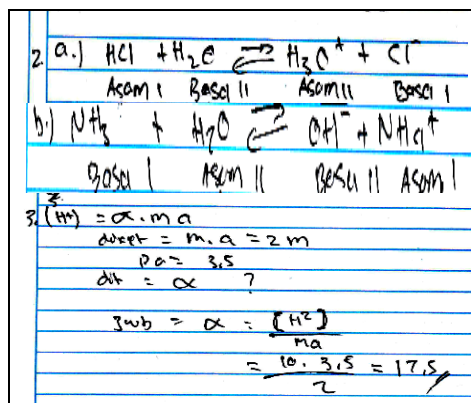 2. a.) HCl + H2O ⇌ H3O+ + Cl-
Asam I Basa II Asam II Basa I
b.) NH3 + H2O ⇌ OH- + NH4+
Basa I Asam II Basa II Asam I
3. (H+) = α . ma
= m.a = 2 m
Pa = 3,5
dit = α ?
Jwb = α = [H2]
ma
= 10. 3,5 = 17,5
2